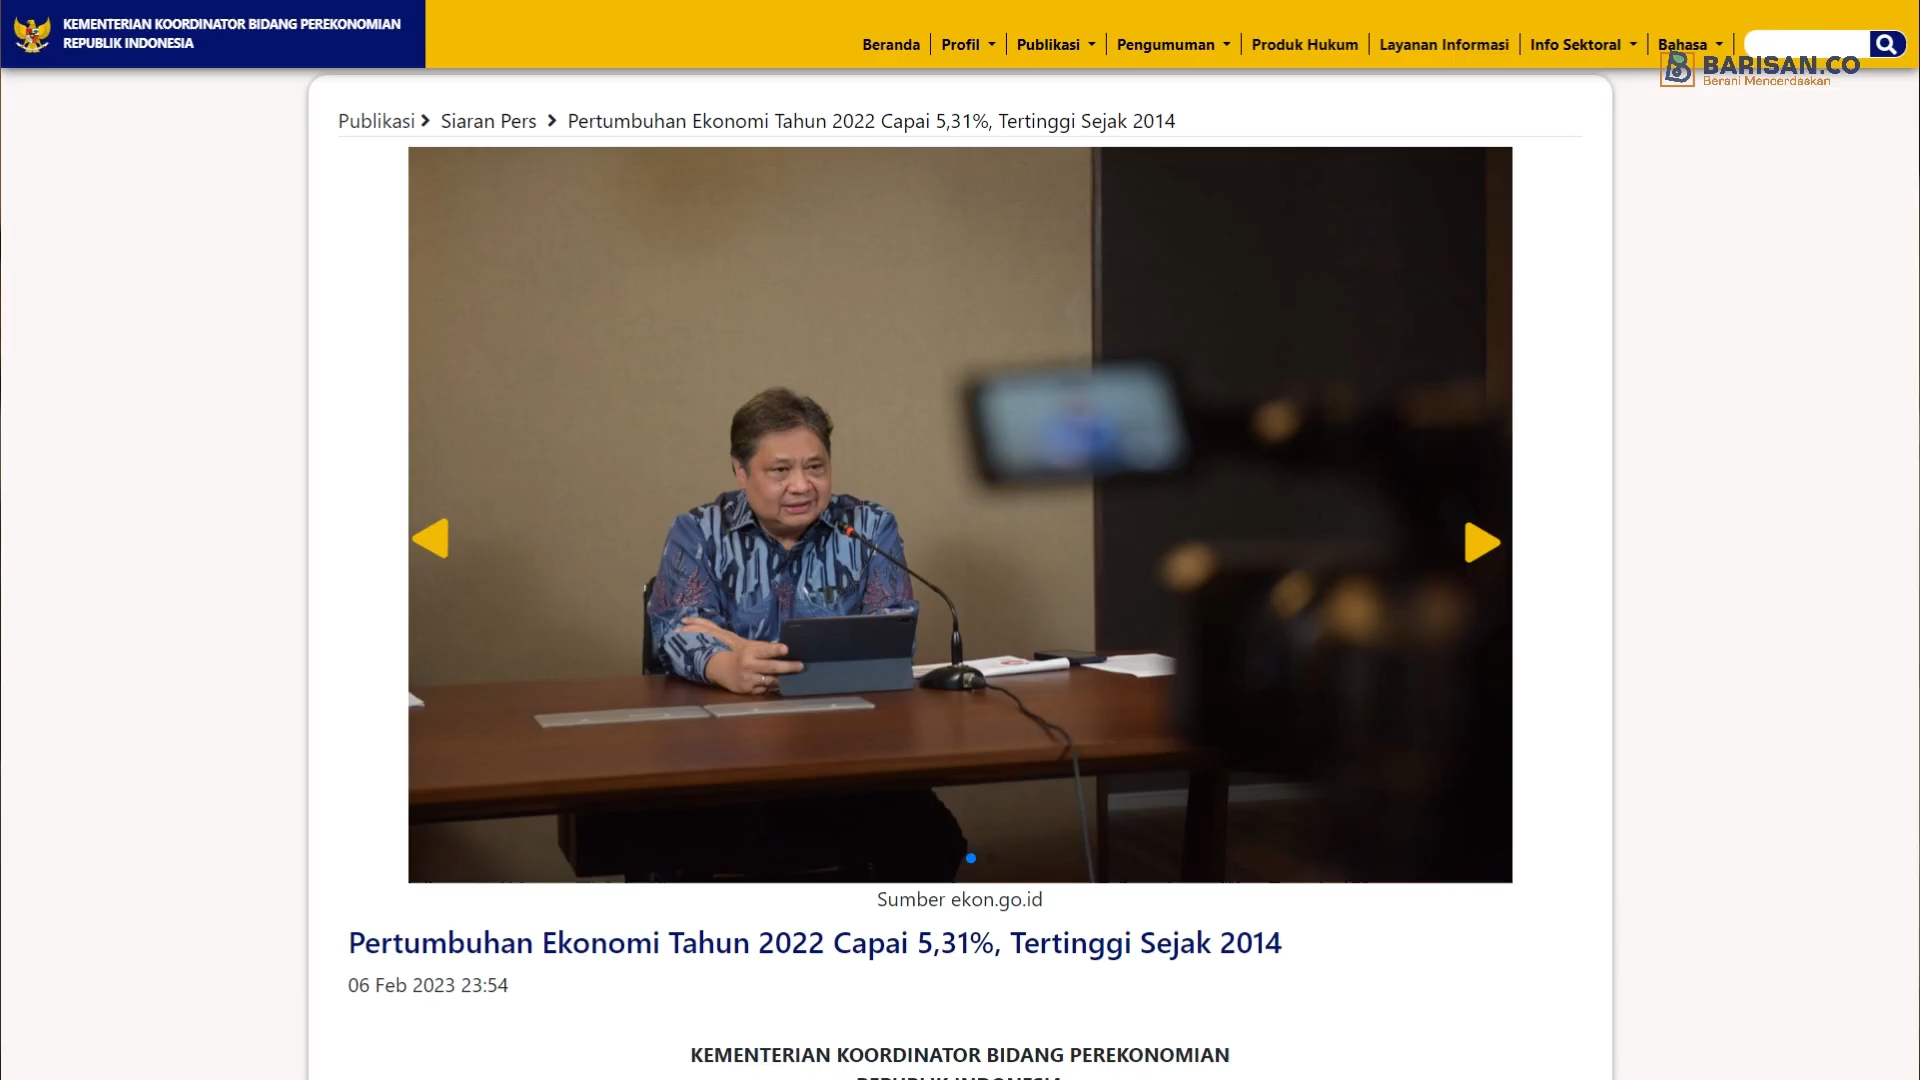 KEMENTERIAN KOORDINATOR BIDANG PEREKONOMIAN
REPUBLIK INDONESIA
Beranda
Profil
Publikasi
Pengumuman
Produk Hukum
Layanan Informasi
Info Sektoral
Bahasa
BARISAN.CO
Berani Mencerdaskan
Publikasi Siaran Pers Pertumbuhan Ekonomi Tahun 2022 Capai 5,31%, Tertinggi Sejak 2014
Sumber ekon.go.id
Pertumbuhan Ekonomi Tahun 2022 Capai 5,31%, Tertinggi Sejak 2014
06 Feb 2023 23:54
KEMENTERIAN KOORDINATOR BIDANG PEREKONOMIAN
REPUBLIK INDONESIA